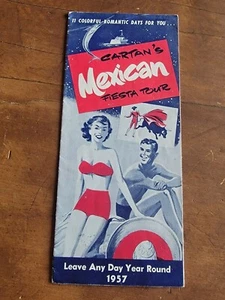 11 COLORFUL-ROMANTIC DAYS FOR YOU
CARTAN'S
Mexican
FIESTA TOUR
Leave Any Day Year Round
1957